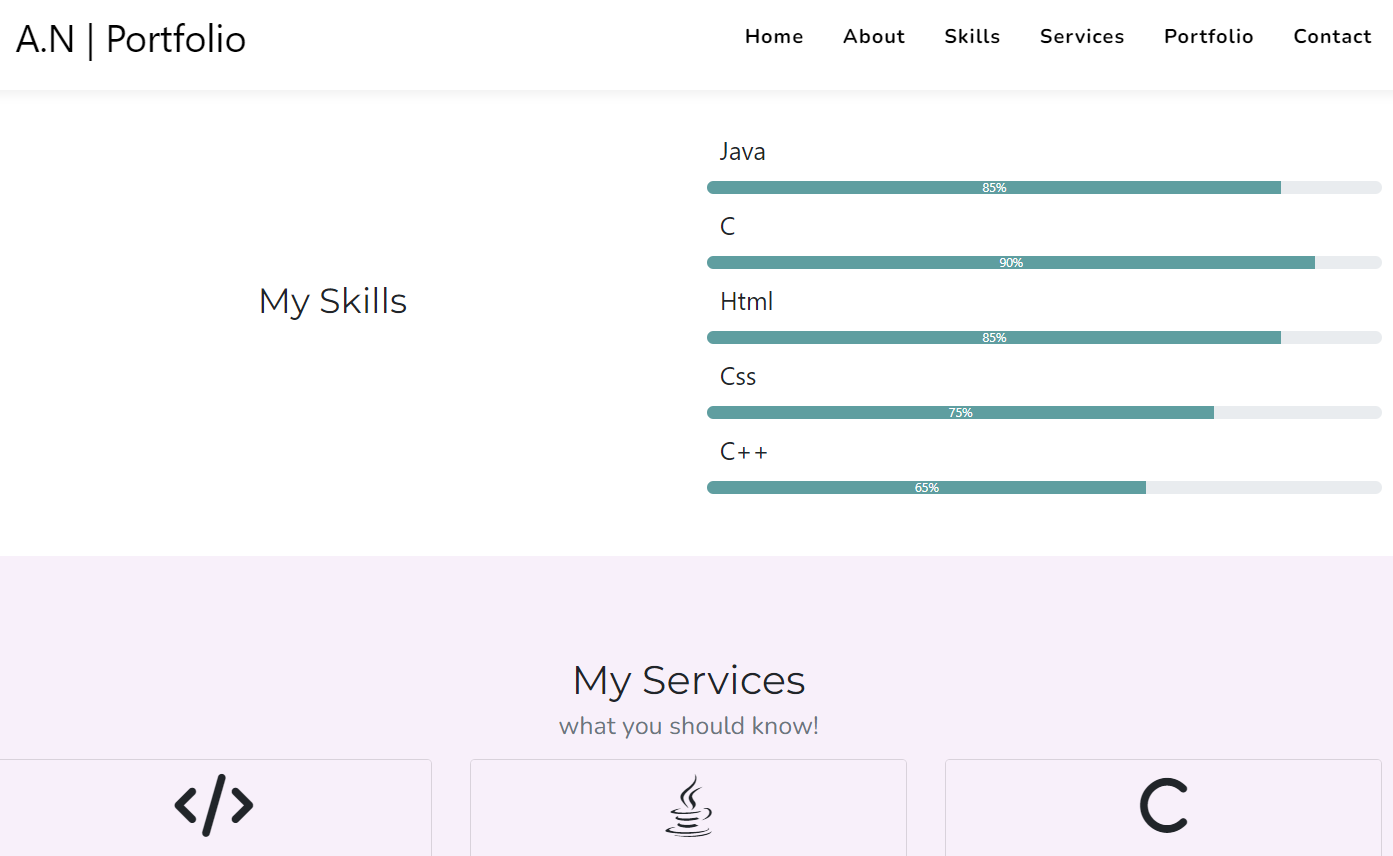 A.N | Portfolio
Home About Skills Services Portfolio Contact
My Skills
Java
85%
C
90%
Html
85%
Css
75%
C++
65%
My Services
what you should know!